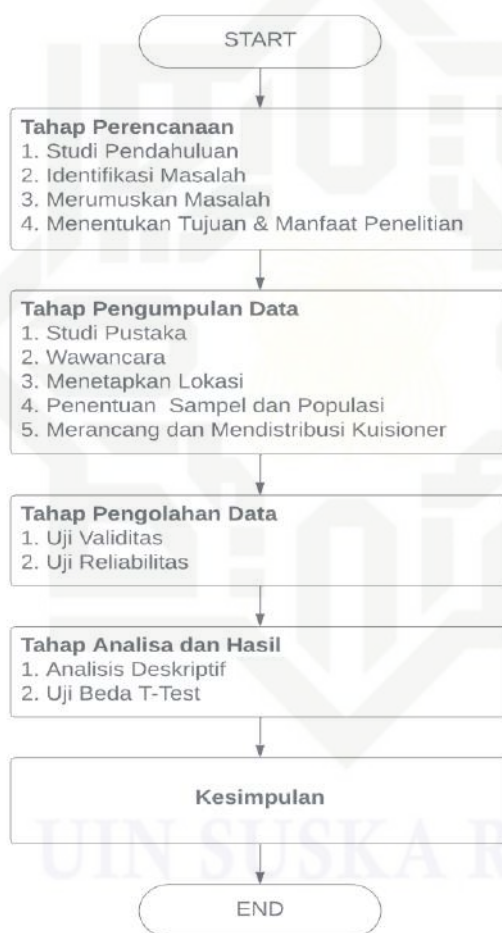 START
Tahap Perencanaan
1. Studi Pendahuluan
2. Identifikasi Masalah
3. Merumuskan Masalah
4. Menentukan Tujuan & Manfaat Penelitian
Tahap Pengumpulan Data
1. Studi Pustaka
2. Wawancara
3. Menetapkan Lokasi
4. Penentuan Sampel dan Populasi
5. Merancang dan Mendistribusi Kuisioner
Tahap Pengolahan Data
1. Uji Validitas
2. Uji Reliabilitas
Tahap Analisa dan Hasil
1. Analisis Deskriptif
2. Uji Beda T-Test
Kesimpulan
UIN SUSKA R
END